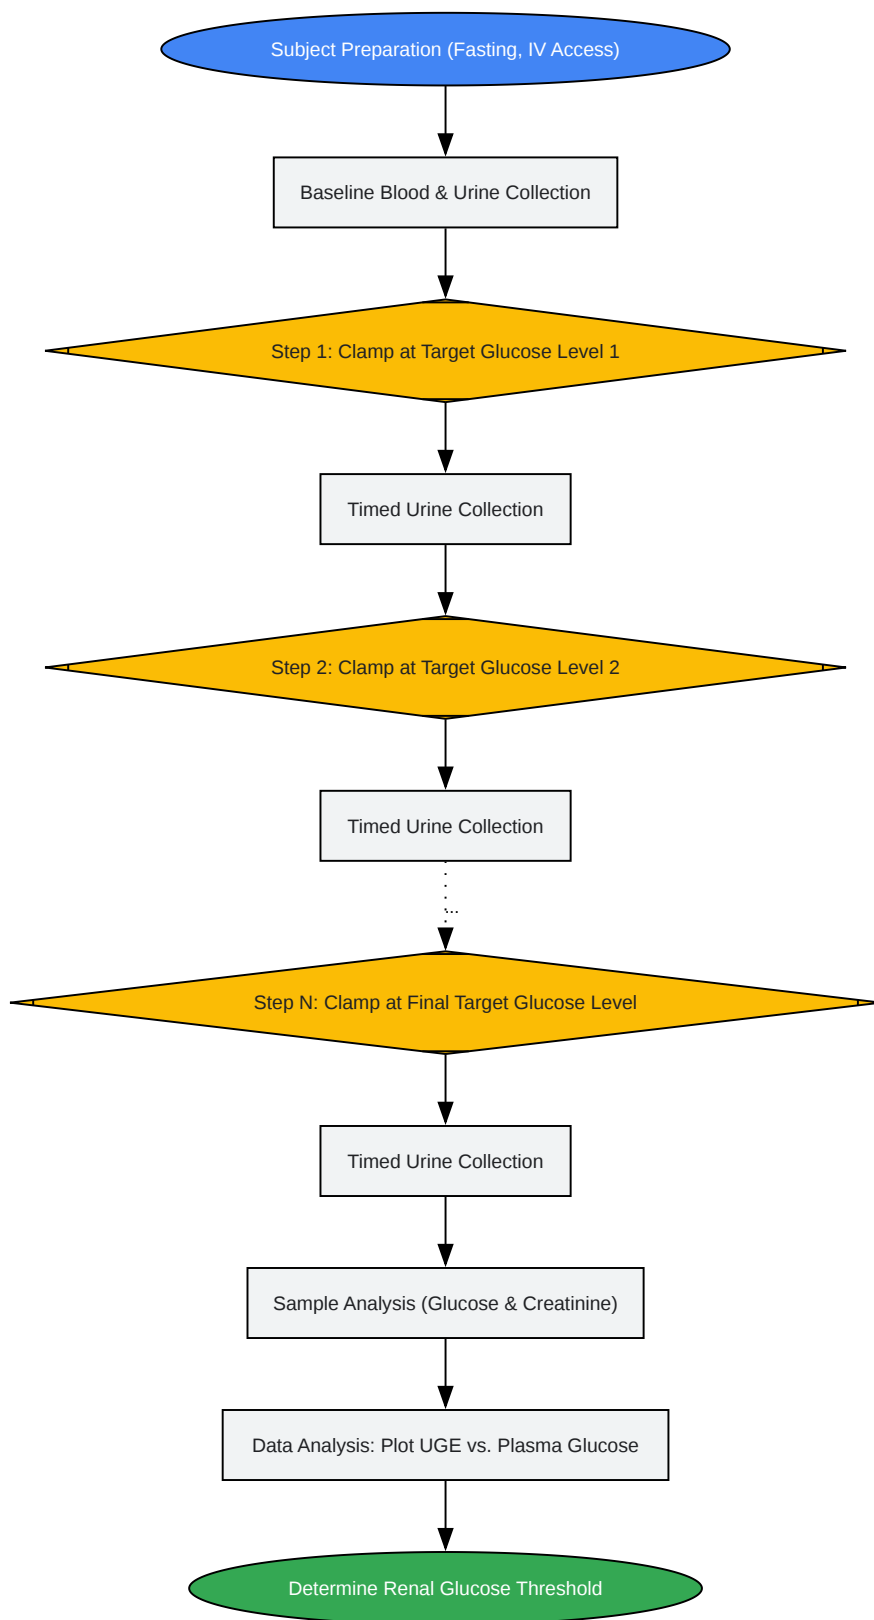 Subject Preparation (Fasting, IV Access)
Baseline Blood & Urine Collection
Step 1: Clamp at Target Glucose Level 1
Timed Urine Collection
Step 2: Clamp at Target Glucose Level 2
Timed Urine Collection
...
Step N: Clamp at Final Target Glucose Level
Timed Urine Collection
Sample Analysis (Glucose & Creatinine)
Data Analysis: Plot UGE vs. Plasma Glucose
Determine Renal Glucose Threshold